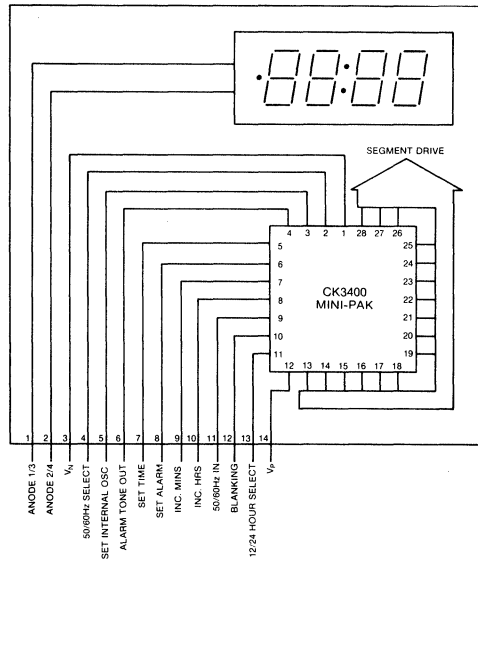 SEGMENT DRIVE
4 3 2 1 28 27 26
5 25
6 24
7 23
8 22
9 21
10 20
11 19
CK3400
MINI-PAK
12 13 14 15 16 17 18
1 2 3 4 5 6 7 8 9 10 11 12 13 14
ANODE 1/3
ANODE 2/4
VN
50/60Hz SELECT
SET INTERNAL OSC
ALARM TONE OUT
SET TIME
SET ALARM
INC. MINS
INC. HRS
50/60Hz IN
BLANKING
12/24 HOUR SELECT
VP